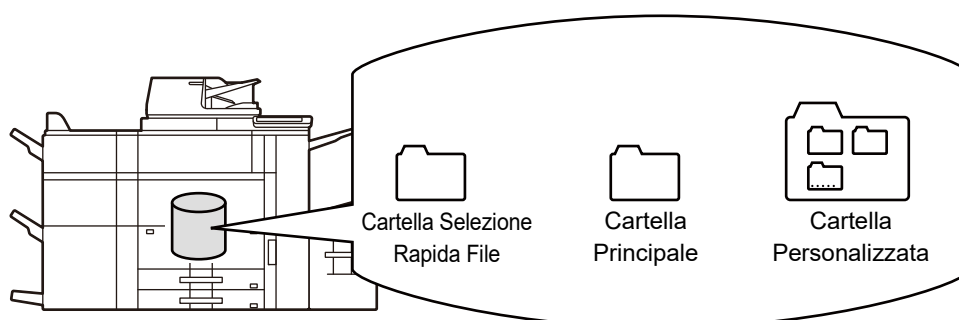 Cartella Selezione
Rapida File
Cartella
Principale
Cartella
Personalizzata